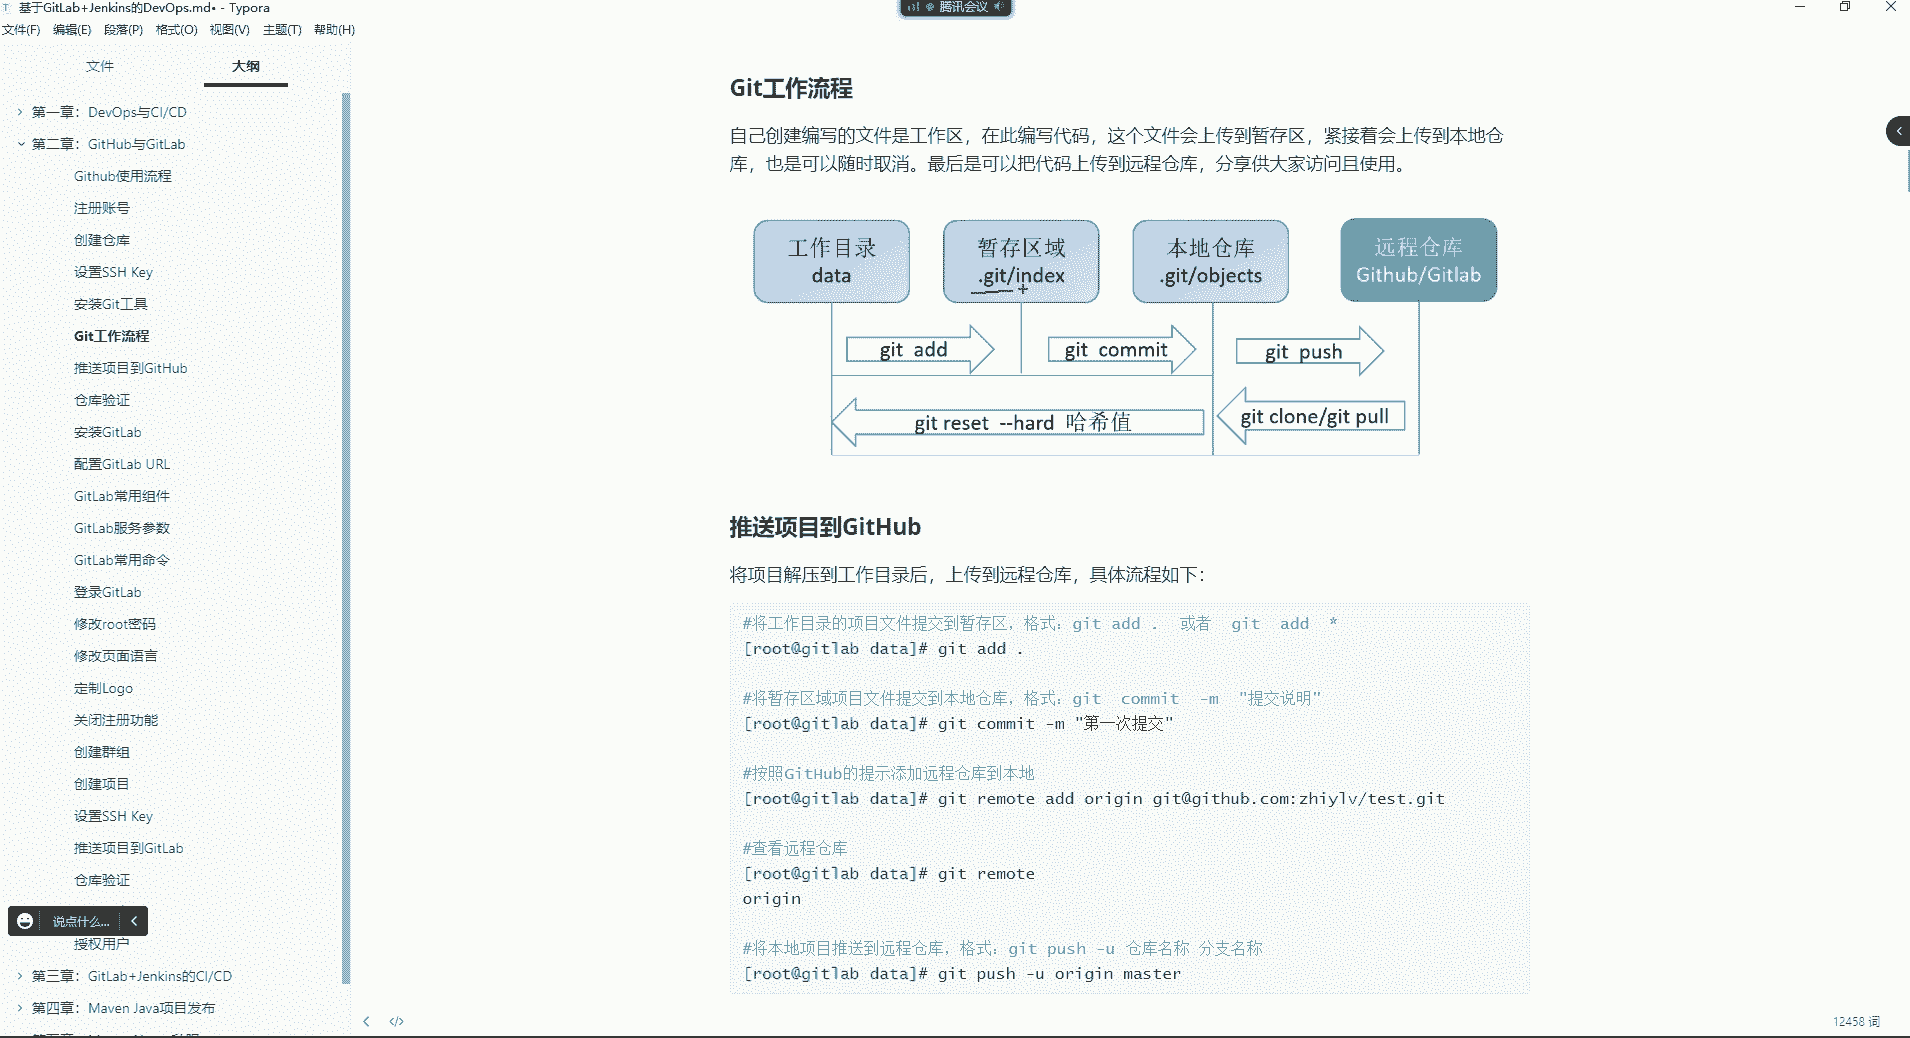 基于GitLab+Jenkins的DevOps.md• - Typora
腾讯会议
文件(F) 编辑(E) 段落(P) 格式(O) 视图(V) 主题(T) 帮助(H)
文件 大纲
第一章：DevOps与CI/CD
第二章：GitHub与GitLab
Github使用流程
注册账号
创建仓库
设置SSH Key
安装Git工具
Git工作流程
推送项目到GitHub
仓库验证
安装GitLab
配置GitLab URL
GitLab常用组件
GitLab服务参数
GitLab常用命令
登录GitLab
修改root密码
修改页面语言
定制Logo
关闭注册功能
创建群组
创建项目
设置SSH Key
推送项目到GitLab
仓库验证
说点什么...
授权用户
第三章：GitLab+Jenkins的CI/CD
第四章：Maven Java项目发布
Git工作流程
自己创建编写的文件是工作区，在此编写代码，这个文件会上传到暂存区，紧接着会上传到本地仓
库，也是可以随时取消。最后是可以把代码上传到远程仓库，分享供大家访问且使用。
工作目录 暂存区域 本地仓库 远程仓库
data .git/index .git/objects Github/Gitlab
git add git commit git push
git reset --hard 哈希值 git clone/git pull
推送项目到GitHub
将项目解压到工作目录后，上传到远程仓库，具体流程如下：
#将工作目录的项目文件提交到暂存区，格式：git add . 或者 git add *
[root@gitlab data]# git add .
#将暂存区域项目文件提交到本地仓库，格式：git commit -m "提交说明"
[root@gitlab data]# git commit -m "第一次提交"
#按照GitHub的提示添加远程仓库到本地
[root@gitlab data]# git remote add origin git@github.com:zhiylv/test.git
#查看远程仓库
[root@gitlab data]# git remote
origin
#将本地项目推送到远程仓库，格式：git push -u 仓库名称 分支名称
[root@gitlab data]# git push -u origin master
12458 词